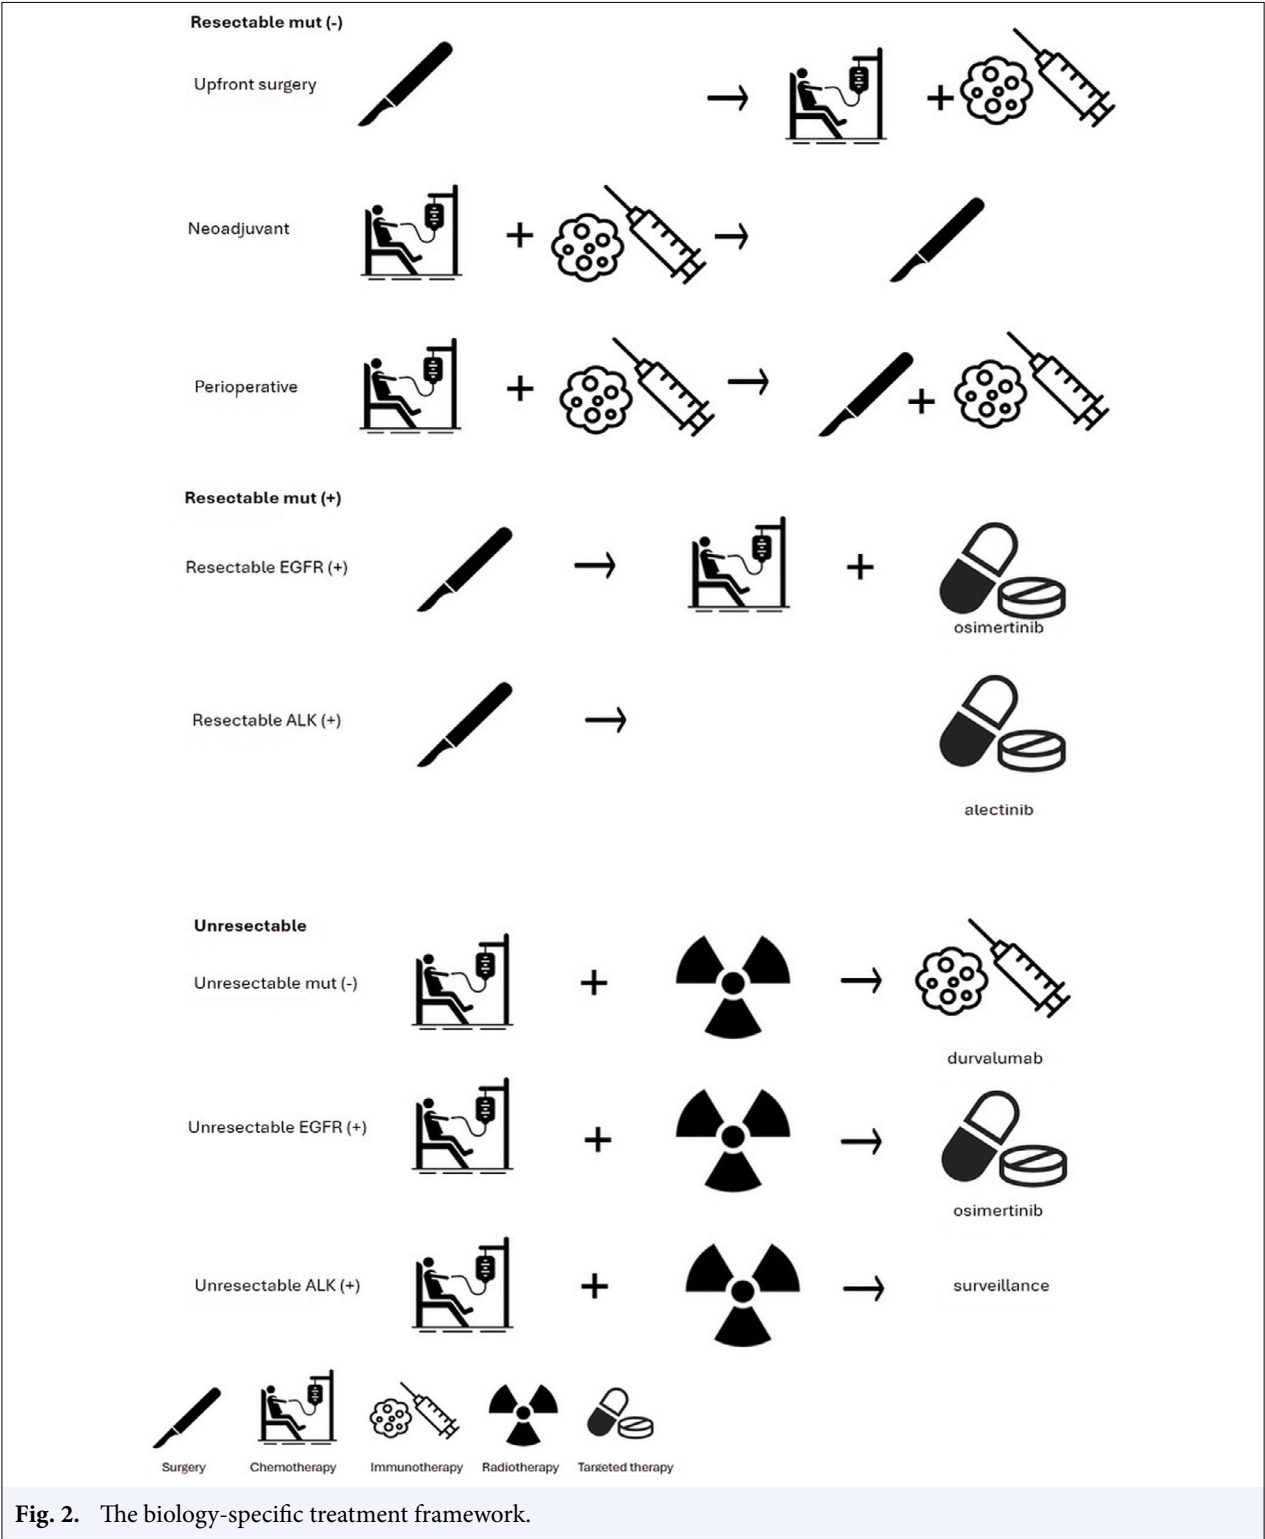 Resectable mut (-)
Upfront surgery
Neoadjuvant
Perioperative
Resectable mut (+)
Resectable EGFR (+)
osimertinib
Resectable ALK (+)
alectinib
Unresectable
Unresectable mut (-)
durvalumab
Unresectable EGFR (+)
osimertinib
Unresectable ALK (+)
surveillance
Surgery Chemotherapy Immunotherapy Radiotherapy Targeted therapy
Fig. 2. The biology-specific treatment framework.